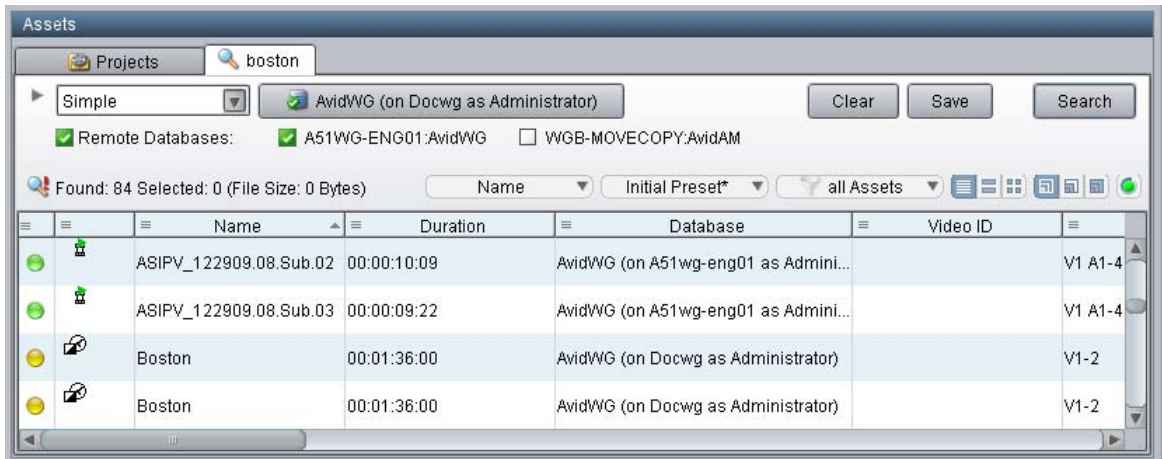 Assets
Projects boston
Simple AvidWG (on Docwg as Administrator) Clear Save Search
Remote Databases: A51WG-ENG01:AvidWG WGB-MOVECOPY:AvidAM
Found: 84 Selected: 0 (File Size: 0 Bytes) Name Initial Preset* all Assets
Name Duration Database Video ID
ASIPV_122909.08.Sub.02 00:00:10:09 AvidWG (on A51wg-eng01 as Admini... V1 A1-4
ASIPV_122909.08.Sub.03 00:00:09:22 AvidWG (on A51wg-eng01 as Admini... V1 A1-4
Boston 00:01:36:00 AvidWG (on Docwg as Administrator) V1-2
Boston 00:01:36:00 AvidWG (on Docwg as Administrator) V1-2